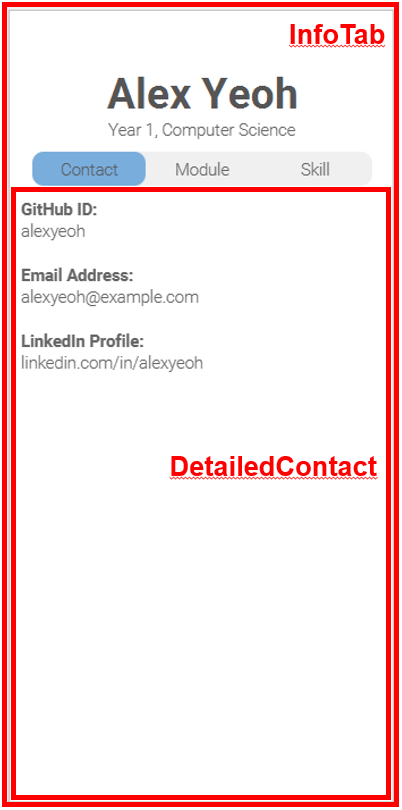 InfoTab
Alex Yeoh
Year 1, Computer Science
Contact Module Skill
GitHub ID:
alexyeoh
Email Address:
alexyeoh@example.com
LinkedIn Profile:
linkedin.com/in/alexyeoh
DetailedContact